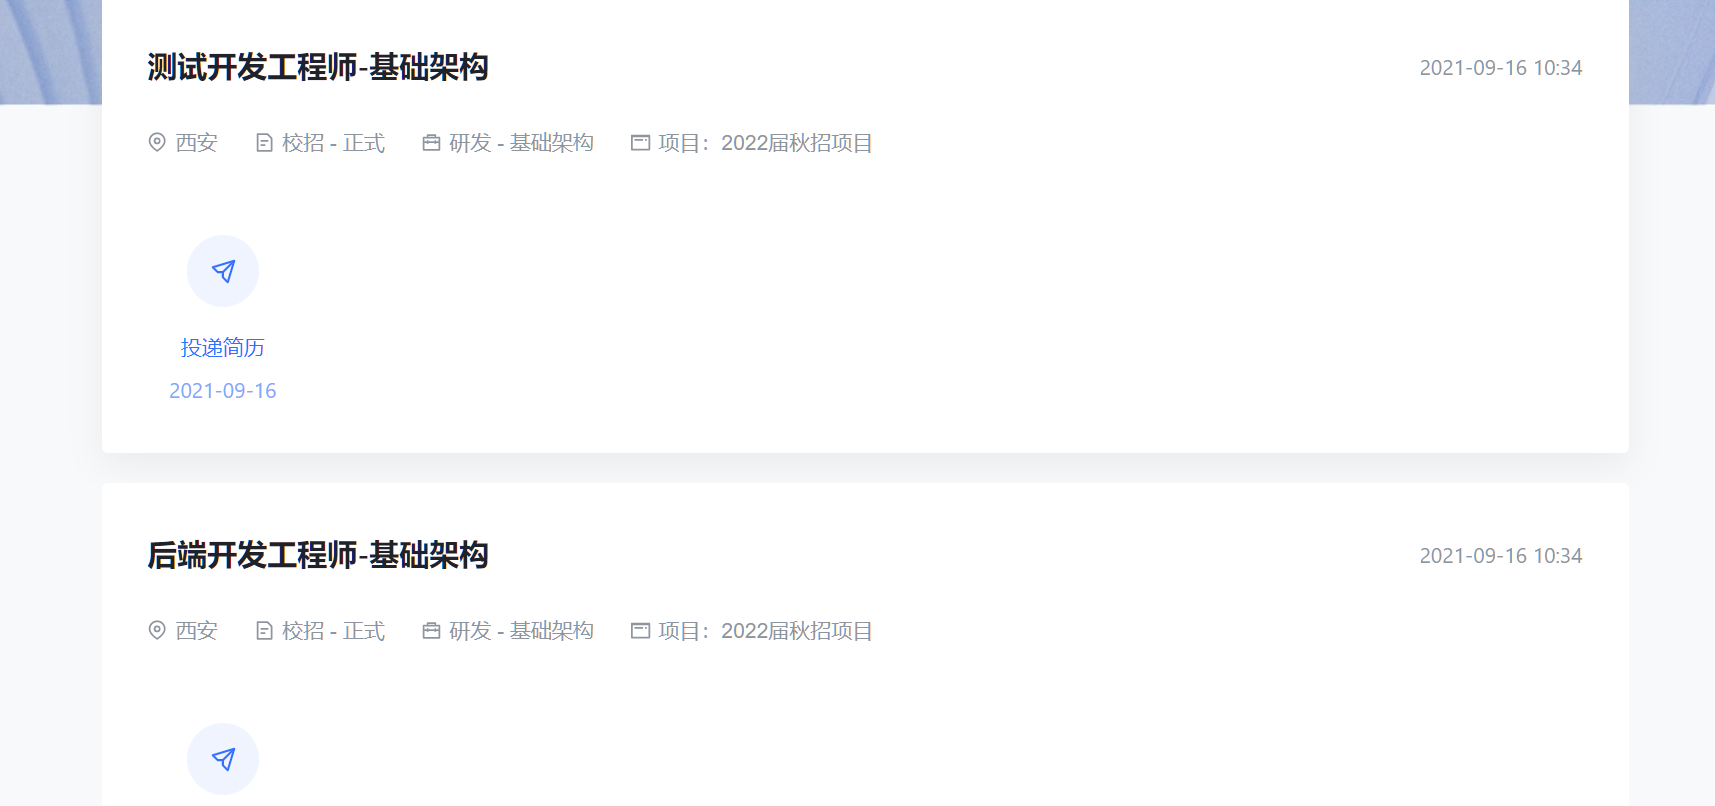 测试开发工程师-基础架构 2021-09-16 10:34
西安 校招 - 正式 研发 - 基础架构 项目：2022届秋招项目
投递简历
2021-09-16
后端开发工程师-基础架构 2021-09-16 10:34
西安 校招 - 正式 研发 - 基础架构 项目：2022届秋招项目